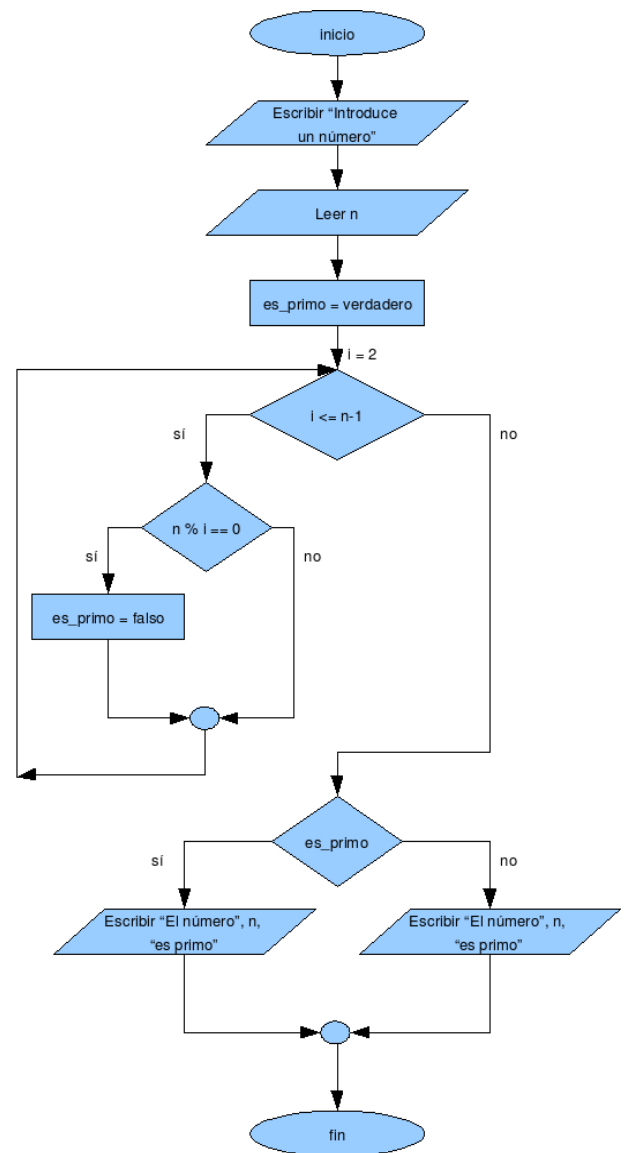 inicio
Escribir “Introduce
un número”
Leer n
es_primo = verdadero
i = 2
i <= n-1
sí
no
n % i == 0
sí
no
es_primo = falso
es_primo
sí
no
Escribir “El número”, n,
“es primo”
Escribir “El número”, n,
“es primo”
fin